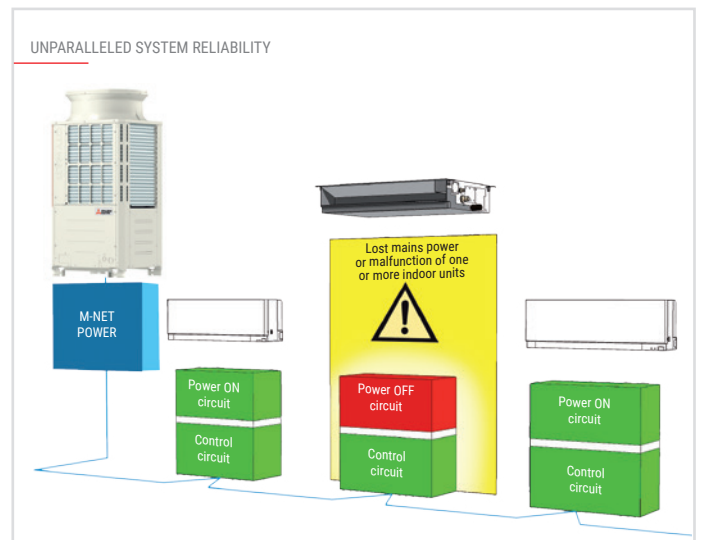 UNPARALLELED SYSTEM RELIABILITY
Lost mains power
or malfunction of one
or more indoor units
M-NET
POWER
Power ON
circuit
Control
circuit
Power OFF
circuit
Control
circuit
Power ON
circuit
Control
circuit